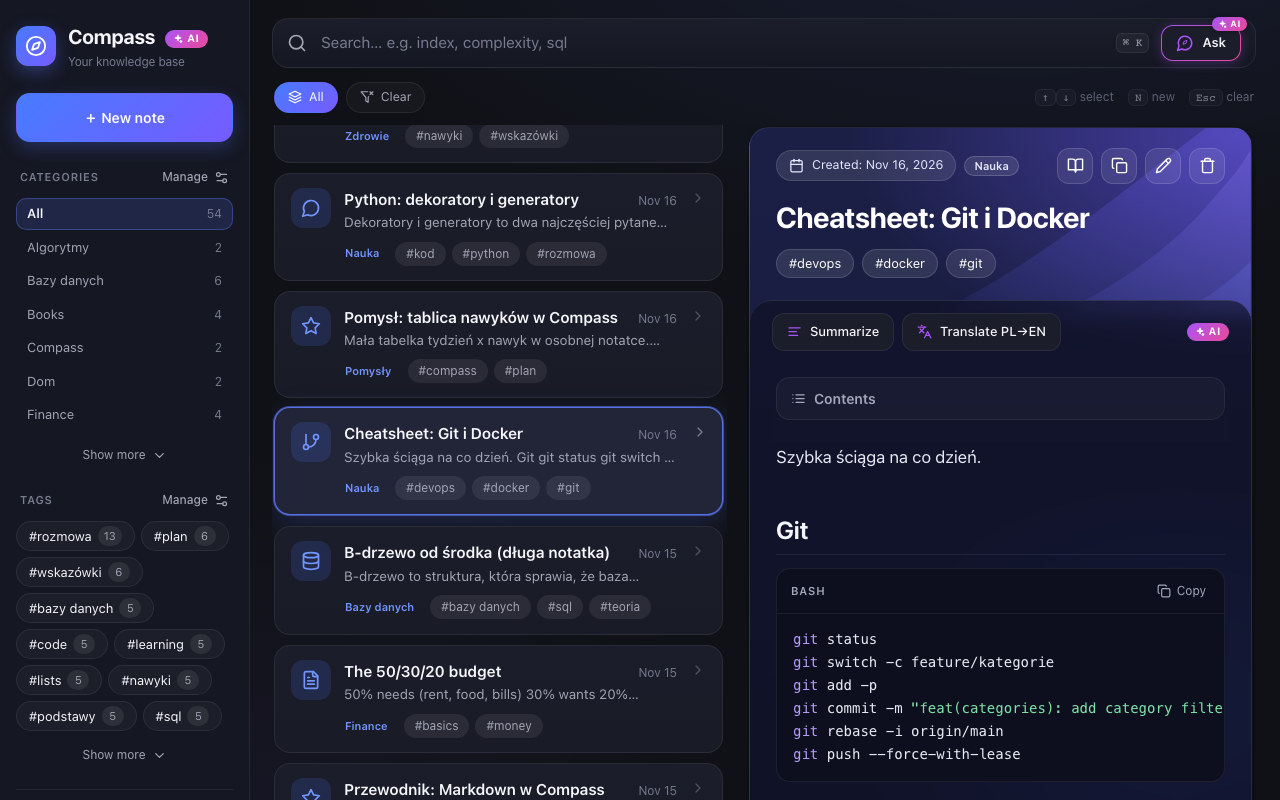 Compass AI
Your knowledge base
+ New note
CATEGORIES Manage
All 54
Algorytmy 2
Bazy danych 6
Books 4
Compass 2
Dom 2
Finance 4
Show more
TAGS Manage
#rozmowa 13 #plan 6
#wskazówki 6
#bazy danych 5
#code 5 #learning 5
#lists 5 #nawyki 5
#podstawy 5 #sql 5
Show more
Search... e.g. index, complexity, sql ⌘ K Ask AI
All Clear ↑ ↓ select N new Esc clear
Zdrowie #nawyki #wskazówki
Python: dekoratory i generatory Nov 16
Dekoratory i generatory to dwa najczęściej pytane...
Nauka #kod #python #rozmowa
Pomysł: tablica nawyków w Compass Nov 16
Mała tabelka tydzień x nawyk w osobnej notatce....
Pomysły #compass #plan
Cheatsheet: Git i Docker Nov 16
Szybka ściąga na co dzień. Git git status git switch ...
Nauka #devops #docker #git
B-drzewo od środka (długa notatka) Nov 15
B-drzewo to struktura, która sprawia, że baza...
Bazy danych #bazy danych #sql #teoria
The 50/30/20 budget Nov 15
50% needs (rent, food, bills) 30% wants 20%...
Finance #basics #money
Przewodnik: Markdown w Compass Nov 15
Created: Nov 16, 2026 Nauka
Cheatsheet: Git i Docker
#devops #docker #git
Summarize Translate PL→EN AI
Contents
Szybka ściąga na co dzień.
Git
BASH Copy
git status
git switch -c feature/kategorie
git add -p
git commit -m "feat(categories): add category filte
git rebase -i origin/main
git push --force-with-lease